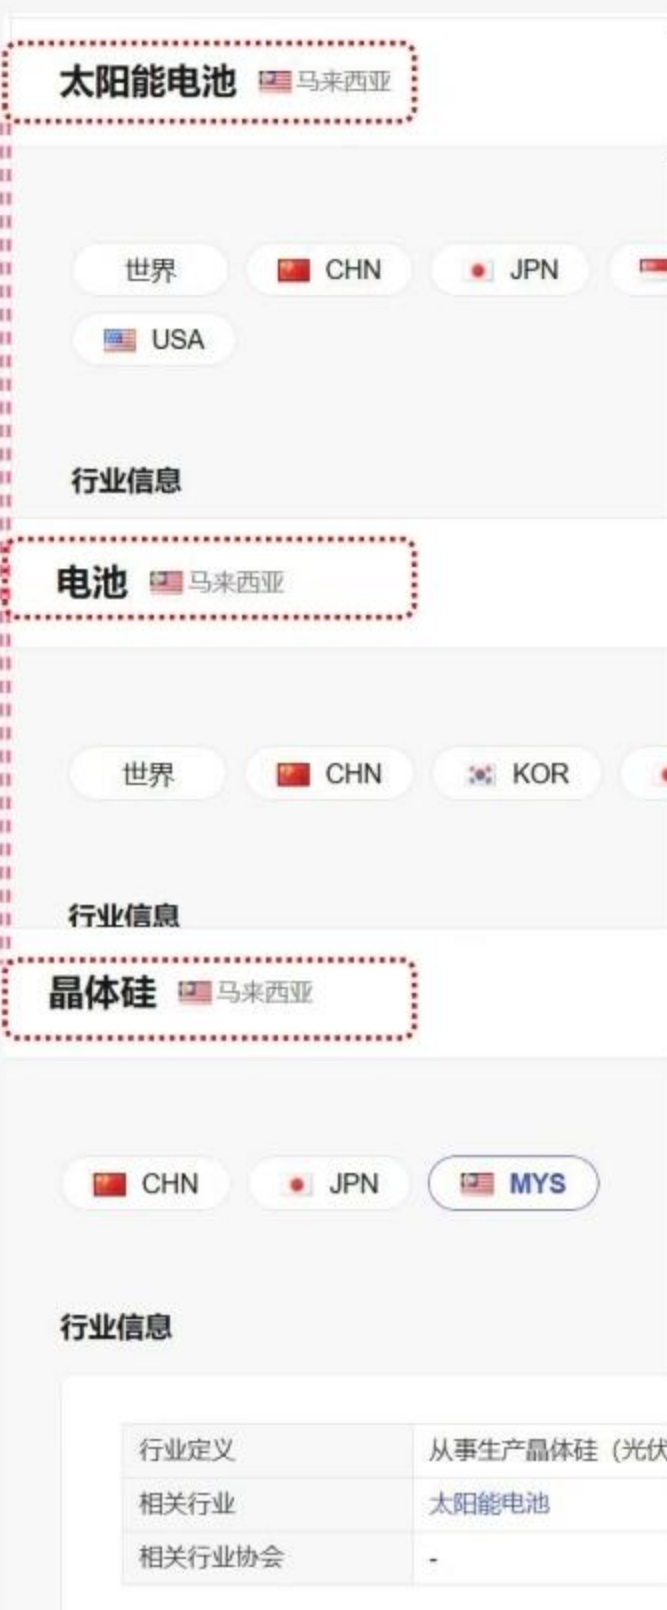 太阳能电池 马来西亚
世界 CHN JPN
USA
行业信息
电池 马来西亚
世界 CHN KOR
行业信息
晶体硅 马来西亚
CHN JPN MYS
行业信息
行业定义 从事生产晶体硅（光伏
相关行业 太阳能电池
相关行业协会 -